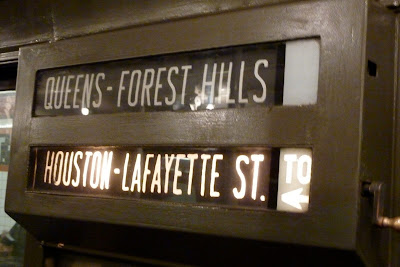 QUEENS - FOREST HILLS
HOUSTON - LAFAYETTE ST. TO